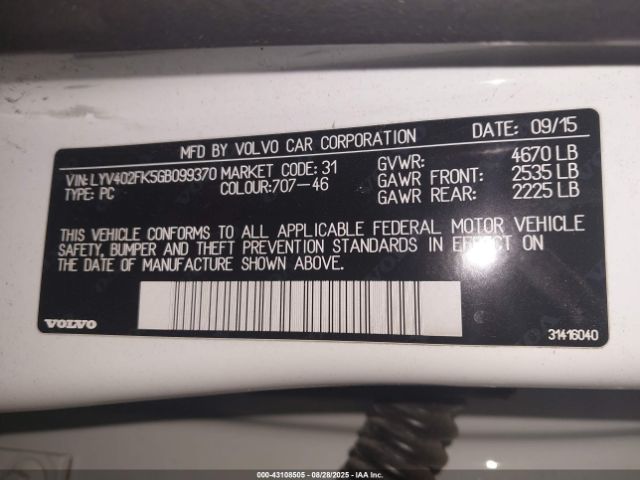 MFD BY VOLVO CAR CORPORATION DATE: 09/15
VIN: LYV402FK5GB099370 MARKET CODE: 31 GVWR: 4670 LB
TYPE: PC COLOUR: 707-46 GAWR FRONT: 2535 LB
GAWR REAR: 2225 LB
THIS VEHICLE CONFORMS TO ALL APPLICABLE FEDERAL MOTOR VEHICLE
SAFETY, BUMPER AND THEFT PREVENTION STANDARDS IN EFFECT ON
THE DATE OF MANUFACTURE SHOWN ABOVE.
VOLVO 31416040
000-43108505 - 08/28/2025 - Copyright © 2025 IAA, Inc.